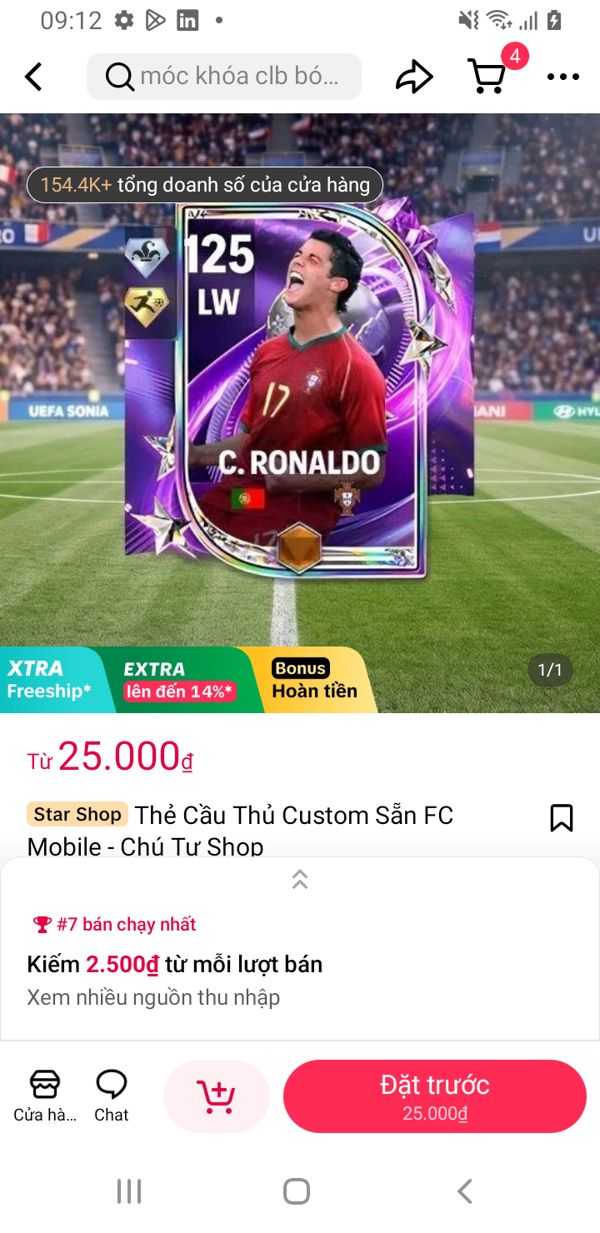 09:12
móc khóa clb bó...
4
154.4K+ tổng doanh số của cửa hàng
125
LW
UEFA SONIA
17
C. RONALDO
XTRA
Freeship*
EXTRA
lên đến 14%*
Bonus
Hoàn tiền
1/1
Từ 25.000₫
Star Shop Thẻ Cầu Thủ Custom Sẵn FC
Mobile - Chú Tư Shop
#7 bán chạy nhất
Kiếm 2.500₫ từ mỗi lượt bán
Xem nhiều nguồn thu nhập
Cửa hà...
Chat
Đặt trước
25.000₫